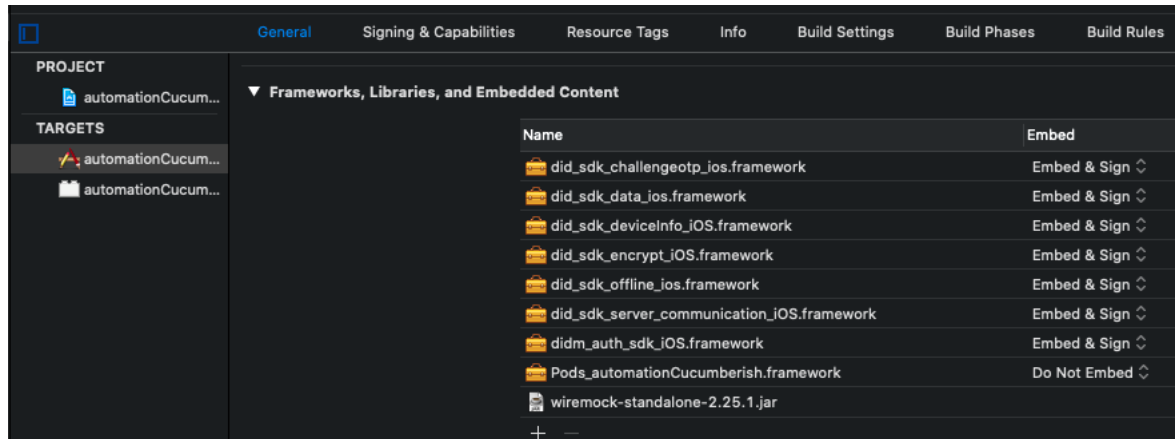 General Signing & Capabilities Resource Tags Info Build Settings Build Phases Build Rules
PROJECT
automationCucum...
▼ Frameworks, Libraries, and Embedded Content
TARGETS
Name Embed
automationCucum...
did_sdk_challengeotp_ios.framework Embed & Sign
automationCucum...
did_sdk_data_ios.framework Embed & Sign
did_sdk_deviceInfo_iOS.framework Embed & Sign
did_sdk_encrypt_iOS.framework Embed & Sign
did_sdk_offline_ios.framework Embed & Sign
did_sdk_server_communication_iOS.framework Embed & Sign
didm_auth_sdk_iOS.framework Embed & Sign
Pods_automationCucumberish.framework Do Not Embed
wiremock-standalone-2.25.1.jar
+ −